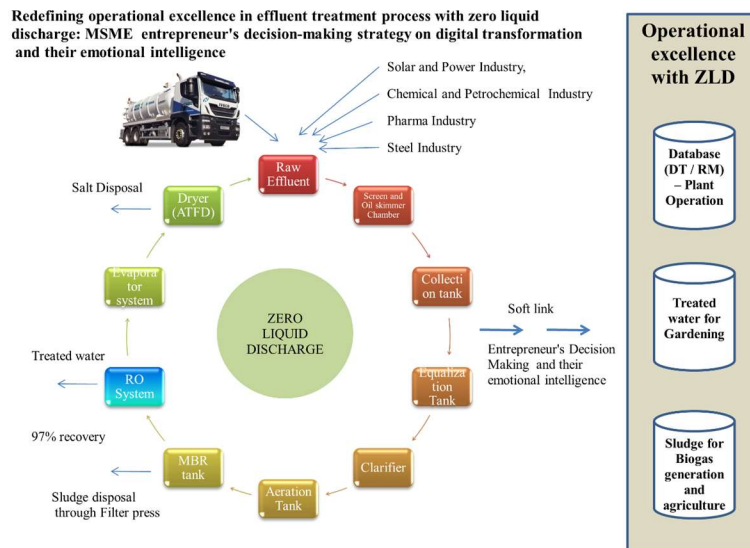 Redefining operational excellence in effluent treatment process with zero liquid
discharge: MSME entrepreneur's decision-making strategy on digital transformation
and their emotional intelligence
Solar and Power Industry,
Chemical and Petrochemical Industry
Pharma Industry
Steel Industry
Raw
Effluent
Screen and
Oil skimmer
Chamber
Collecti
on tank
Equaliza
tion
Tank
Clarifier
Aeration
Tank
MBR
tank
RO
System
Evapora
tor system
Dryer
(ATFD)
Salt Disposal
Treated water
97% recovery
Sludge disposal
through Filter press
ZERO
LIQUID
DISCHARGE
Soft link
Entrepreneur's Decision
Making and their
emotional intelligence
Operational
excellence
with ZLD
Database
(DT / RM)
– Plant
Operation
Treated
water for
Gardening
Sludge for
Biogas
generation
and
agriculture